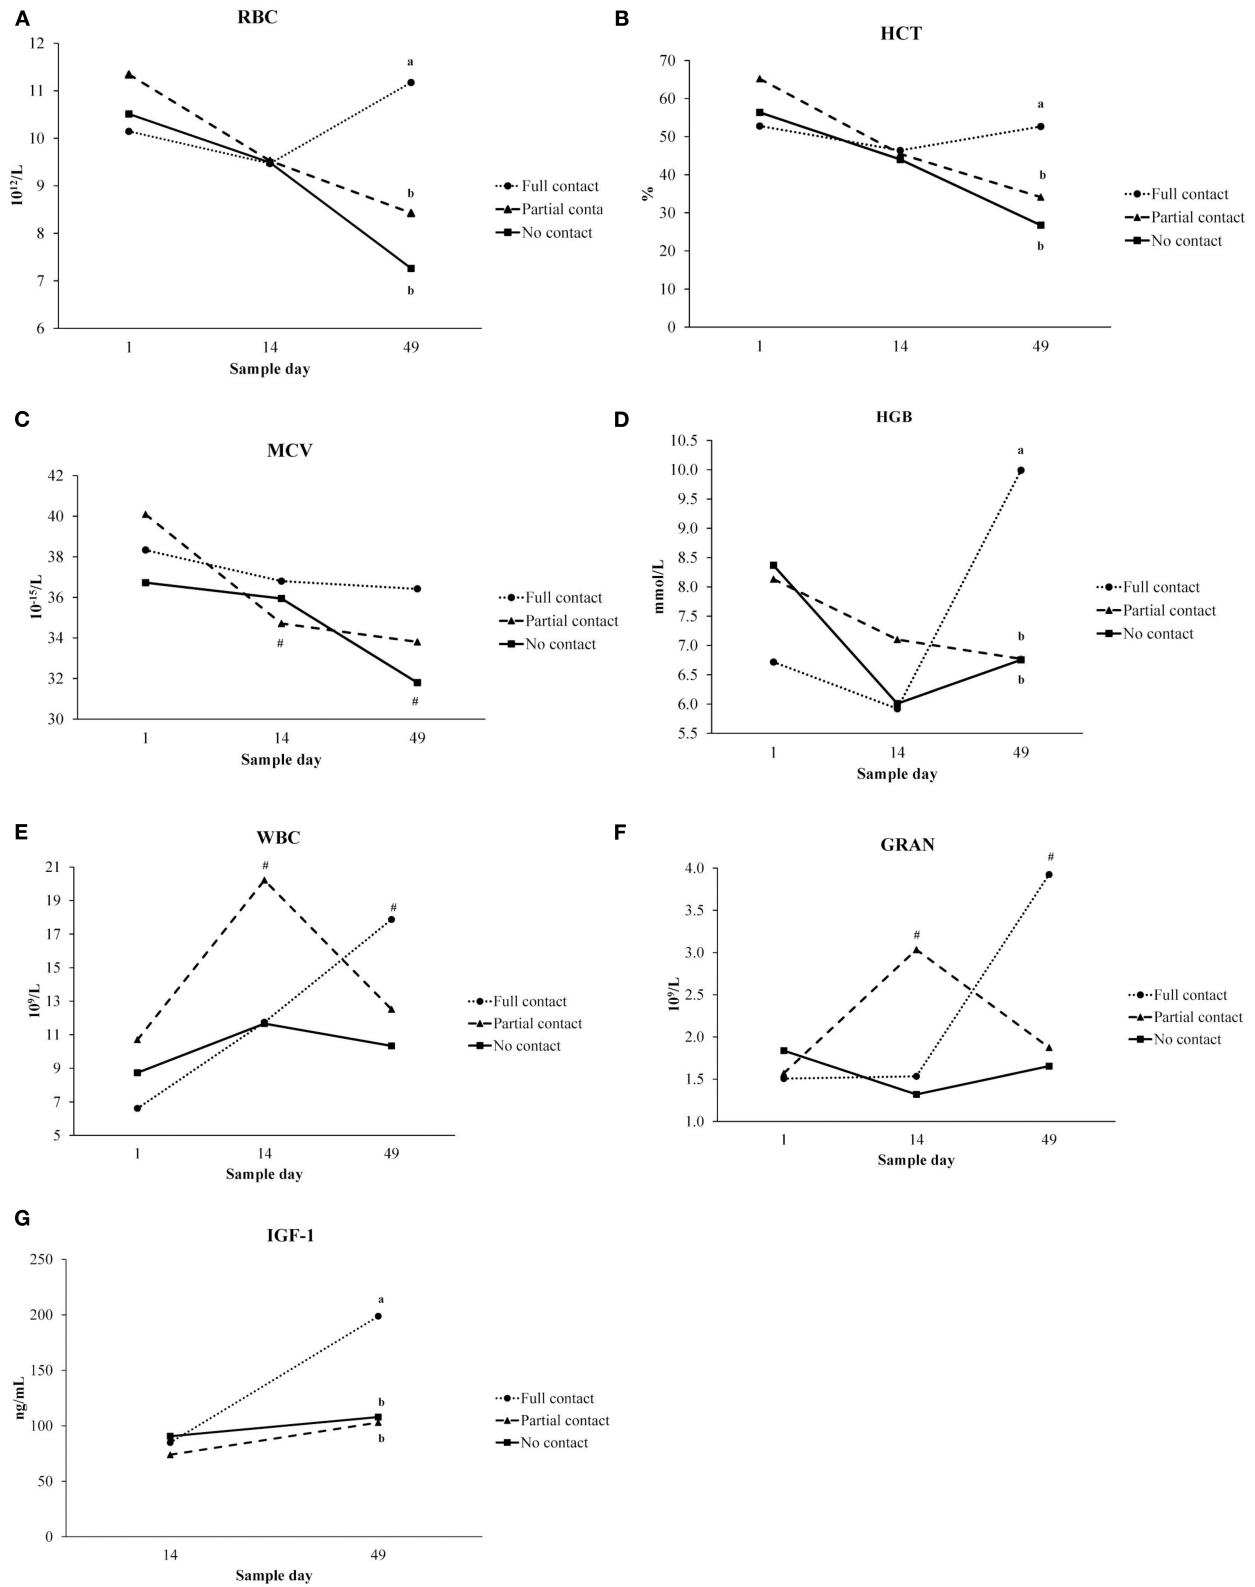 A
RBC
12
11
10
9
8
7
6
10¹²/L
a
b
b
1 14 49
Sample day
Full contact
Partial conta
No contact
B
HCT
70
60
50
40
30
20
10
0
%
a
b
b
1 14 49
Full contact
Partial contact
No contact
C
MCV
42
40
38
36
34
32
30
10⁻¹⁵/L
#
#
1 14 49
Sample day
Full contact
Partial contact
No contact
D
HGB
10.5
10.0
9.5
9.0
8.5
8.0
7.5
7.0
6.5
6.0
5.5
mmol/L
a
b
b
1 14 49
Sample day
Full contact
Partial contact
No contact
E
WBC
21
19
17
15
13
11
9
7
5
10⁹/L
#
#
1 14 49
Sample day
Full contact
Partial contact
No contact
F
GRAN
4.0
3.5
3.0
2.5
2.0
1.5
1.0
10⁹/L
#
#
1 14 49
Sample day
Full contact
Partial contact
No contact
G
IGF-1
250
200
150
100
50
0
ng/mL
a
b
b
14 49
Sample day
Full contact
Partial contact
No contact